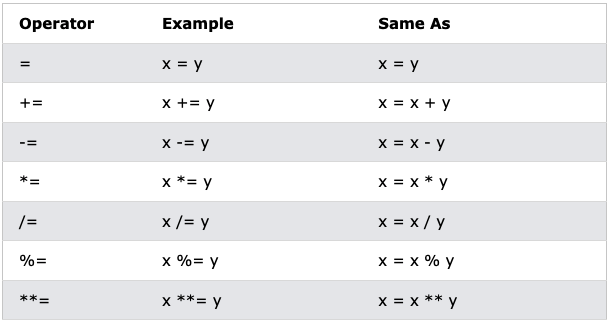 Operator Example Same As
= x = y x = y
+= x += y x = x + y
-= x -= y x = x - y
*= x *= y x = x * y
/= x /= y x = x / y
%= x %= y x = x % y
**= x **= y x = x ** y